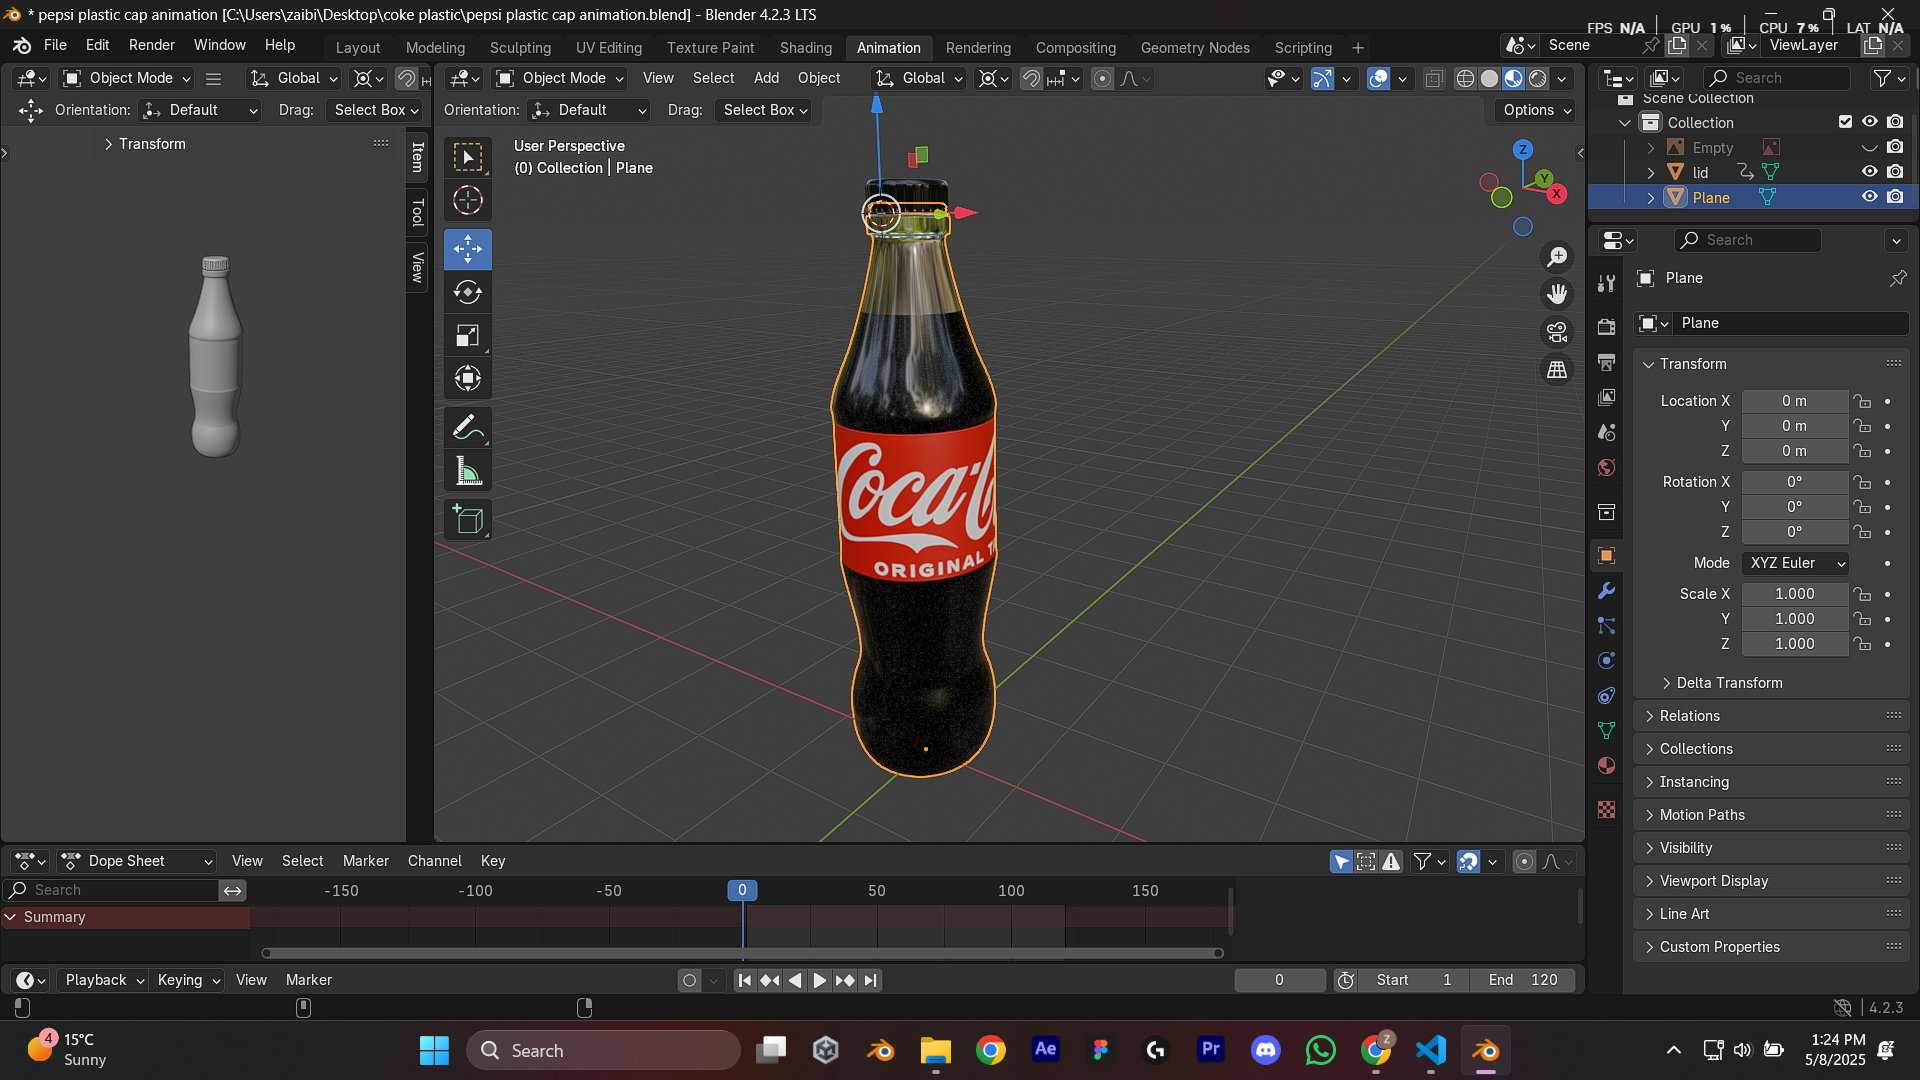 * pepsi plastic cap animation [C:\Users\zaibi\Desktop\coke plastic\pepsi plastic cap animation.blend] - Blender 4.2.3 LTS
FPS N/A | GPU 1 % | CPU 7 % | LAT N/A
File Edit Render Window Help Layout Modeling Sculpting UV Editing Texture Paint Shading Animation Rendering Compositing Geometry Nodes Scripting + Scene ViewLayer
Object Mode Global Object Mode View Select Add Object Global Search
Orientation: Default Drag: Select Box Orientation: Default Drag: Select Box Options
Scene Collection
Collection
Empty
lid
Plane
Transform
Item
Tool
View
User Perspective
(0) Collection | Plane
Z
Y
X
Coca-Co
ORIGINAL T
Search
Plane
Plane
Transform
Location X 0 m
Y 0 m
Z 0 m
Rotation X 0°
Y 0°
Z 0°
Mode XYZ Euler
Scale X 1.000
Y 1.000
Z 1.000
Delta Transform
Relations
Collections
Instancing
Motion Paths
Visibility
Viewport Display
Line Art
Custom Properties
Dope Sheet View Select Marker Channel Key
Search -150 -100 -50 0 50 100 150
Summary
Playback Keying View Marker 0 Start 1 End 120
4.2.3
4 15°C
Sunny
Search
Ae
Pr
Z
1:24 PM
5/8/2025